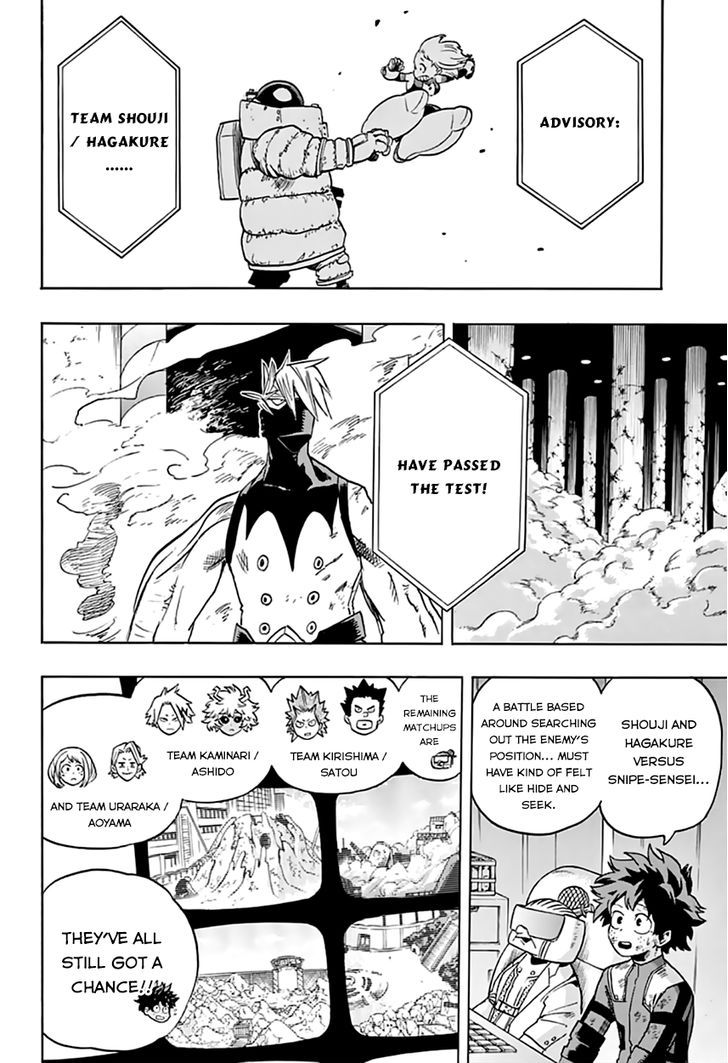 ADVISORY:
TEAM SHOUJI
/ HAGAKURE
......
HAVE PASSED
THE TEST!
SHOUJI AND
HAGAKURE
VERSUS
SNIPE-SENSEI...
A BATTLE BASED
AROUND SEARCHING
OUT THE ENEMY'S
POSITION... MUST
HAVE KIND OF FELT
LIKE HIDE AND
SEEK.
THE
REMAINING
MATCHUPS
ARE
TEAM KIRISHIMA /
SATOU
TEAM KAMINARI /
ASHIDO
AND TEAM URARAKA /
AOYAMA
THEY'VE ALL
STILL GOT A
CHANCE!!